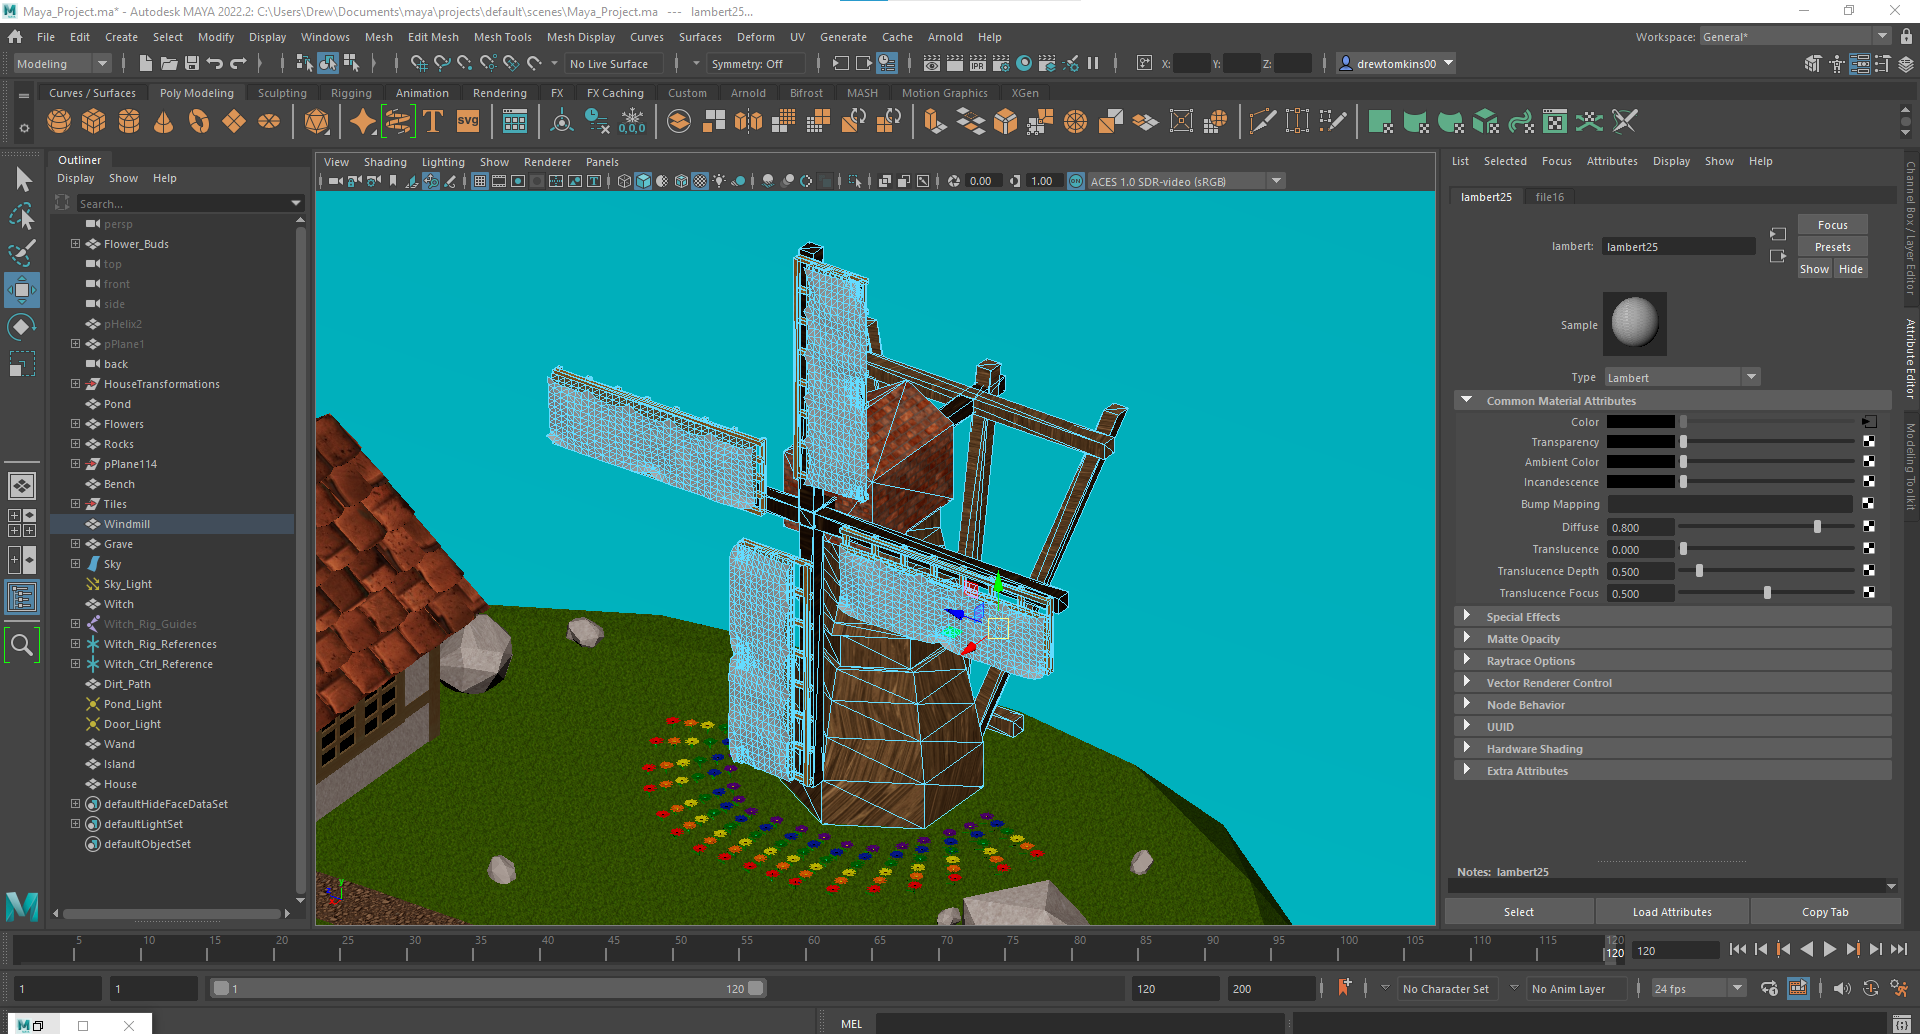 Maya_Project.ma* - Autodesk MAYA 2022.2: C:\Users\Drew\Documents\maya\projects\default\scenes\Maya_Project.ma   ---   lambert25...
File Edit Create Select Modify Display Windows Mesh Edit Mesh Mesh Tools Mesh Display Curves Surfaces Deform UV Generate Cache Arnold Help Workspace: General*
Modeling No Live Surface Symmetry: Off X: Y: Z: drewtomkins00
Curves / Surfaces Poly Modeling Sculpting Rigging Animation Rendering FX FX Caching Custom Arnold Bifrost MASH Motion Graphics XGen
T svg 0,0,0
Outliner
Display Show Help
Search...
persp
Flower_Buds
top
front
side
pHelix2
pPlane1
back
HouseTransformations
Pond
Flowers
Rocks
pPlane114
Bench
Tiles
Windmill
Grave
Sky
Sky_Light
Witch
Witch_Rig_Guides
Witch_Rig_References
Witch_Ctrl_Reference
Dirt_Path
Pond_Light
Door_Light
Wand
Island
House
defaultHideFaceDataSet
defaultLightSet
defaultObjectSet
View Shading Lighting Show Renderer Panels
0.00 1.00 ACES 1.0 SDR-video (sRGB)
List Selected Focus Attributes Display Show Help
lambert25 file16
Focus
lambert: lambert25
Presets
Show Hide
Sample
Type Lambert
Common Material Attributes
Color
Transparency
Ambient Color
Incandescence
Bump Mapping
Diffuse 0.800
Translucence 0.000
Translucence Depth 0.500
Translucence Focus 0.500
Special Effects
Matte Opacity
Raytrace Options
Vector Renderer Control
Node Behavior
UUID
Hardware Shading
Extra Attributes
Notes: lambert25
Select Load Attributes Copy Tab
Channel Box / Layer Editor
Attribute Editor
Modeling Toolkit
5 10 15 20 25 30 35 40 45 50 55 60 65 70 75 80 85 90 95 100 105 110 115 120
120 120
1 1 1 120 120 200 No Character Set No Anim Layer 24 fps
MEL